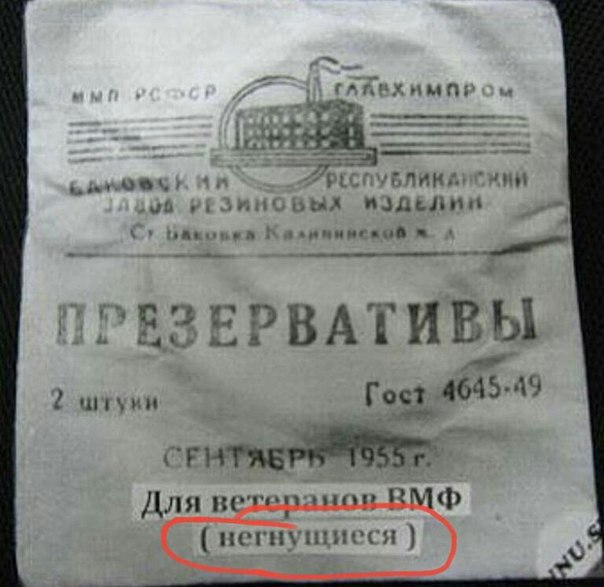 ММП РСФСР ГЛАВХИМПРОМ
БАКОВСКИЙ РЕСПУБЛИКАНСКИЙ
ЗАВОД РЕЗИНОВЫХ ИЗДЕЛИЙ
Ст. Баковка Калининской ж. д.
ПРЕЗЕРВАТИВЫ
2 штуки Гост 4645-49
СЕНТЯБРЬ 1955 г.
Для ветеранов ВМФ
( негнущиеся )